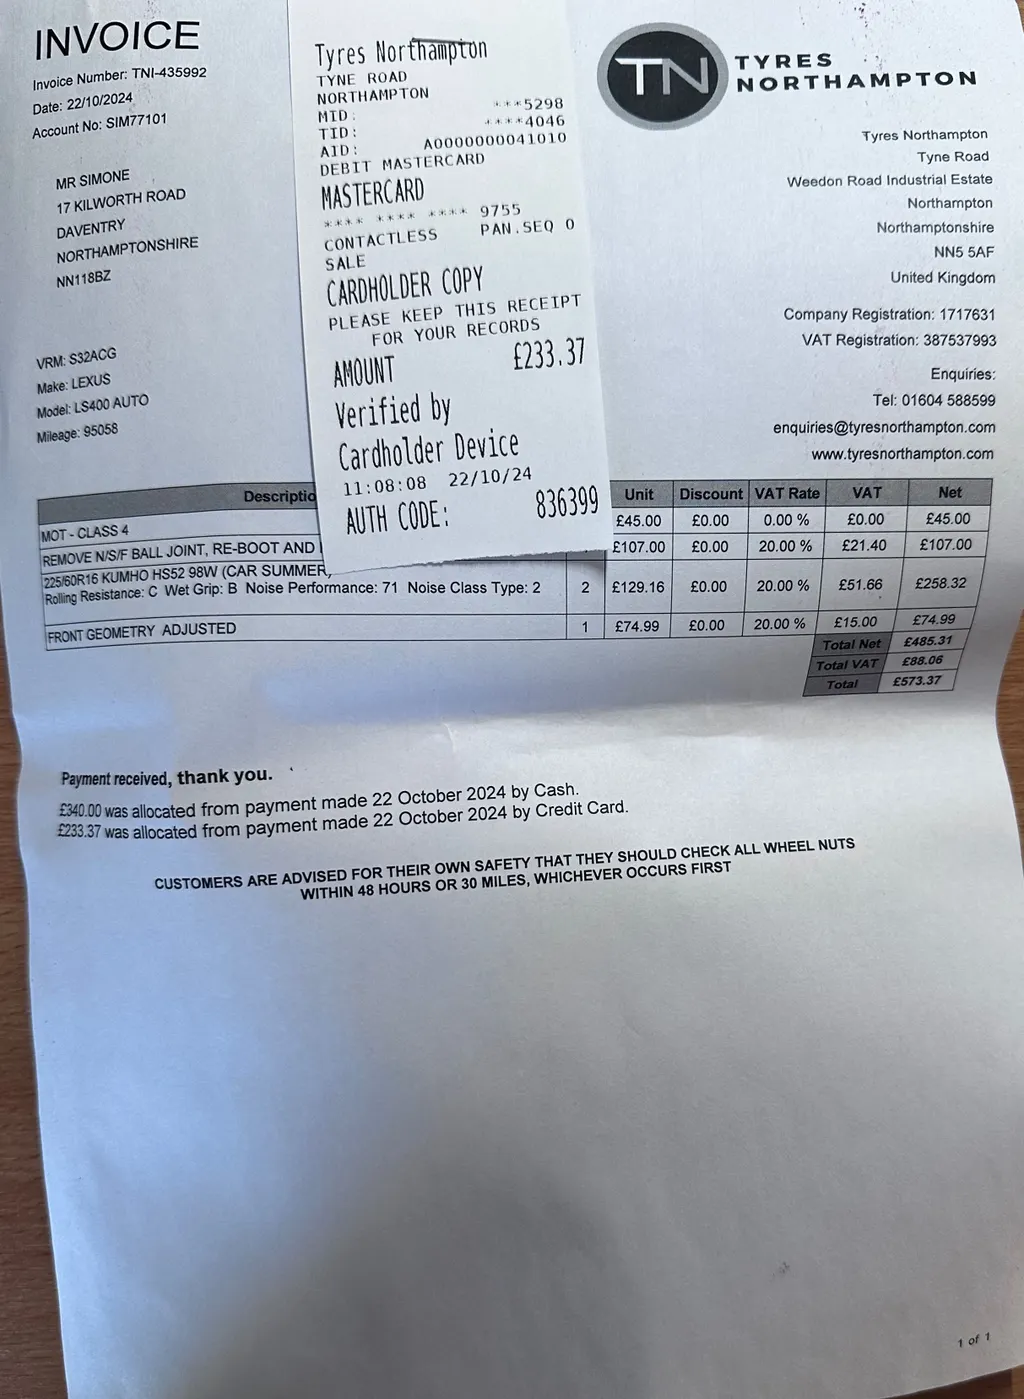 INVOICE
Invoice Number: TNI-435992
Date: 22/10/2024
Account No: SIM77101
MR SIMONE
17 KILWORTH ROAD
DAVENTRY
NORTHAMPTONSHIRE
NN118BZ
VRM: S32ACG
Make: LEXUS
Model: LS400 AUTO
Mileage: 95058
Tyres Northampton
TYNE ROAD
NORTHAMPTON
MID: ***5298
TID: ****4046
AID: A0000000041010
DEBIT MASTERCARD
MASTERCARD
**** **** **** 9755
CONTACTLESS PAN.SEQ 0
SALE
CARDHOLDER COPY
PLEASE KEEP THIS RECEIPT
FOR YOUR RECORDS
AMOUNT £233.37
Verified by
Cardholder Device
11:08:08 22/10/24
AUTH CODE: 836399
TN TYRES
NORTHAMPTON
Tyres Northampton
Tyne Road
Weedon Road Industrial Estate
Northampton
Northamptonshire
NN5 5AF
United Kingdom
Company Registration: 1717631
VAT Registration: 387537993
Enquiries:
Tel: 01604 588599
enquiries@tyresnorthampton.com
www.tyresnorthampton.com
Descriptio Unit Discount VAT Rate VAT Net
MOT - CLASS 4 £45.00 £0.00 0.00 % £0.00 £45.00
REMOVE N/S/F BALL JOINT, RE-BOOT AND £107.00 £0.00 20.00 % £21.40 £107.00
225/60R16 KUMHO HS52 98W (CAR SUMMER)
Rolling Resistance: C Wet Grip: B Noise Performance: 71 Noise Class Type: 2 2 £129.16 £0.00 20.00 % £51.66 £258.32
FRONT GEOMETRY ADJUSTED 1 £74.99 £0.00 20.00 % £15.00 £74.99
Total Net £485.31
Total VAT £88.06
Total £573.37
Payment received, thank you.
£340.00 was allocated from payment made 22 October 2024 by Cash.
£233.37 was allocated from payment made 22 October 2024 by Credit Card.
CUSTOMERS ARE ADVISED FOR THEIR OWN SAFETY THAT THEY SHOULD CHECK ALL WHEEL NUTS
WITHIN 48 HOURS OR 30 MILES, WHICHEVER OCCURS FIRST
1 of 1